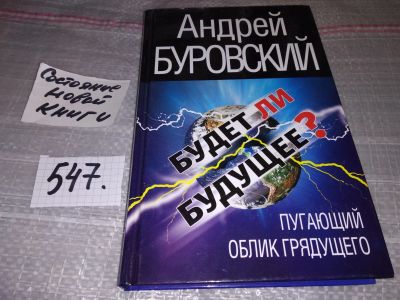 Состояние
новой
книги
547.
Андрей
БУРОВСКИЙ
БУДЕТ ЛИ
БУДУЩЕЕ?
ПУГАЮЩИЙ
ОБЛИК ГРЯДУЩЕГО